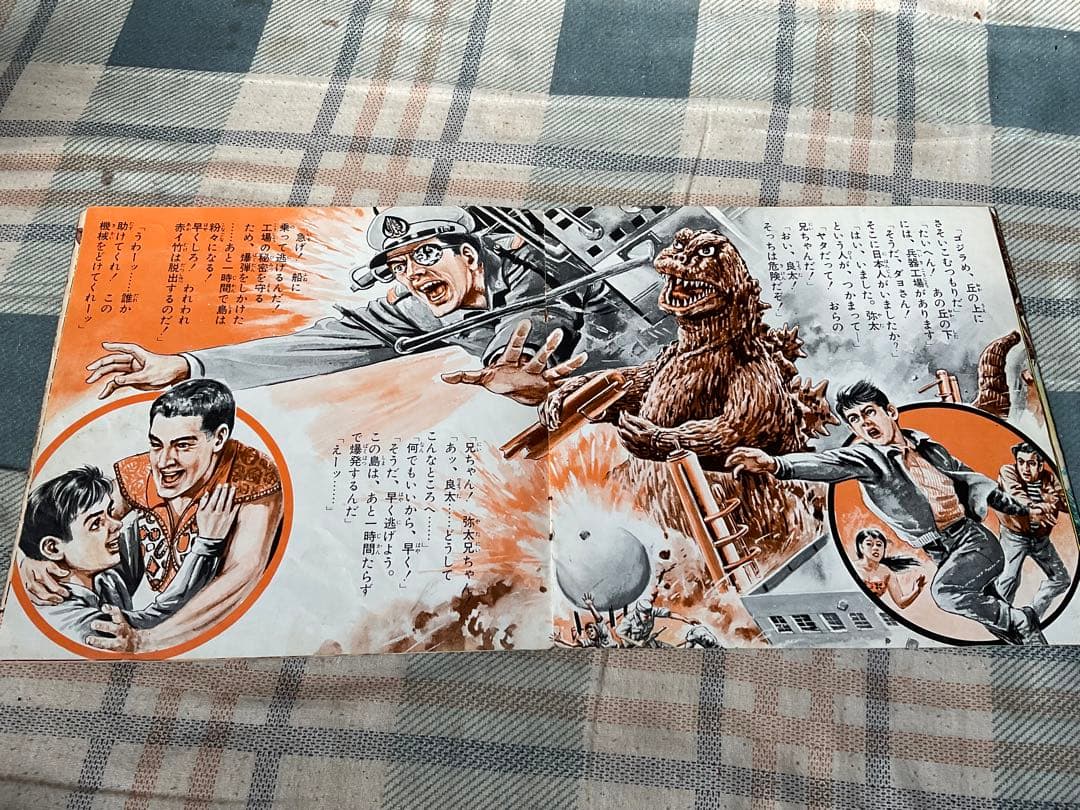 「ゴジラめ、丘の上に
さそいこむつもりだ」
「たいへん！　あの丘の下
には、兵器工場があります」
「そうだ、ダヨさん！
そこに日本人がいましたか？」
「はい、いました。弥太
という人が、つかまって―」
「ヤタだって！　おらの
兄ちゃんだ！」
「おい、良太！
そっちは危険だぞ！」
「兄ちゃん！　弥太兄ちゃん」
「あッ、良太……どうして
こんなところへ……」
「何でもいいから、早く！」
「そうだ、早く逃げよう。
この島は、あと一時間たらず
で爆発するんだ」
「えーッ……」
「急げ！　船に
乗って逃げるんだ！
工場の秘密を守る
ため、爆弾をしかけた
……あと一時間で島は
粉々になる！
早くしろ！　われわれ
赤イ竹は脱出するのだ！」
「うわーッ……誰か
助けてくれ！　この
機械をどけてくれーッ」